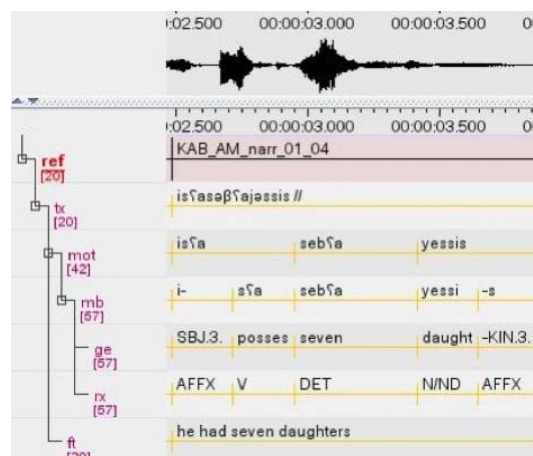 :02.500 00:00:03.000 00:00:03.500 0
:02.500 00:00:03.000 00:00:03.500 0
KAB_AM_narr_01_04
ref
[20]
isʕasəβʕajəssis //
tx
[20]
isʕa sebʕa yessis
mot
[42]
i- sʕa sebʕa yessi -s
mb
[57]
SBJ.3. posses seven daught -KIN.3.
ge
[57]
AFFX V DET N/ND AFFX
rx
[57]
he had seven daughters
ft